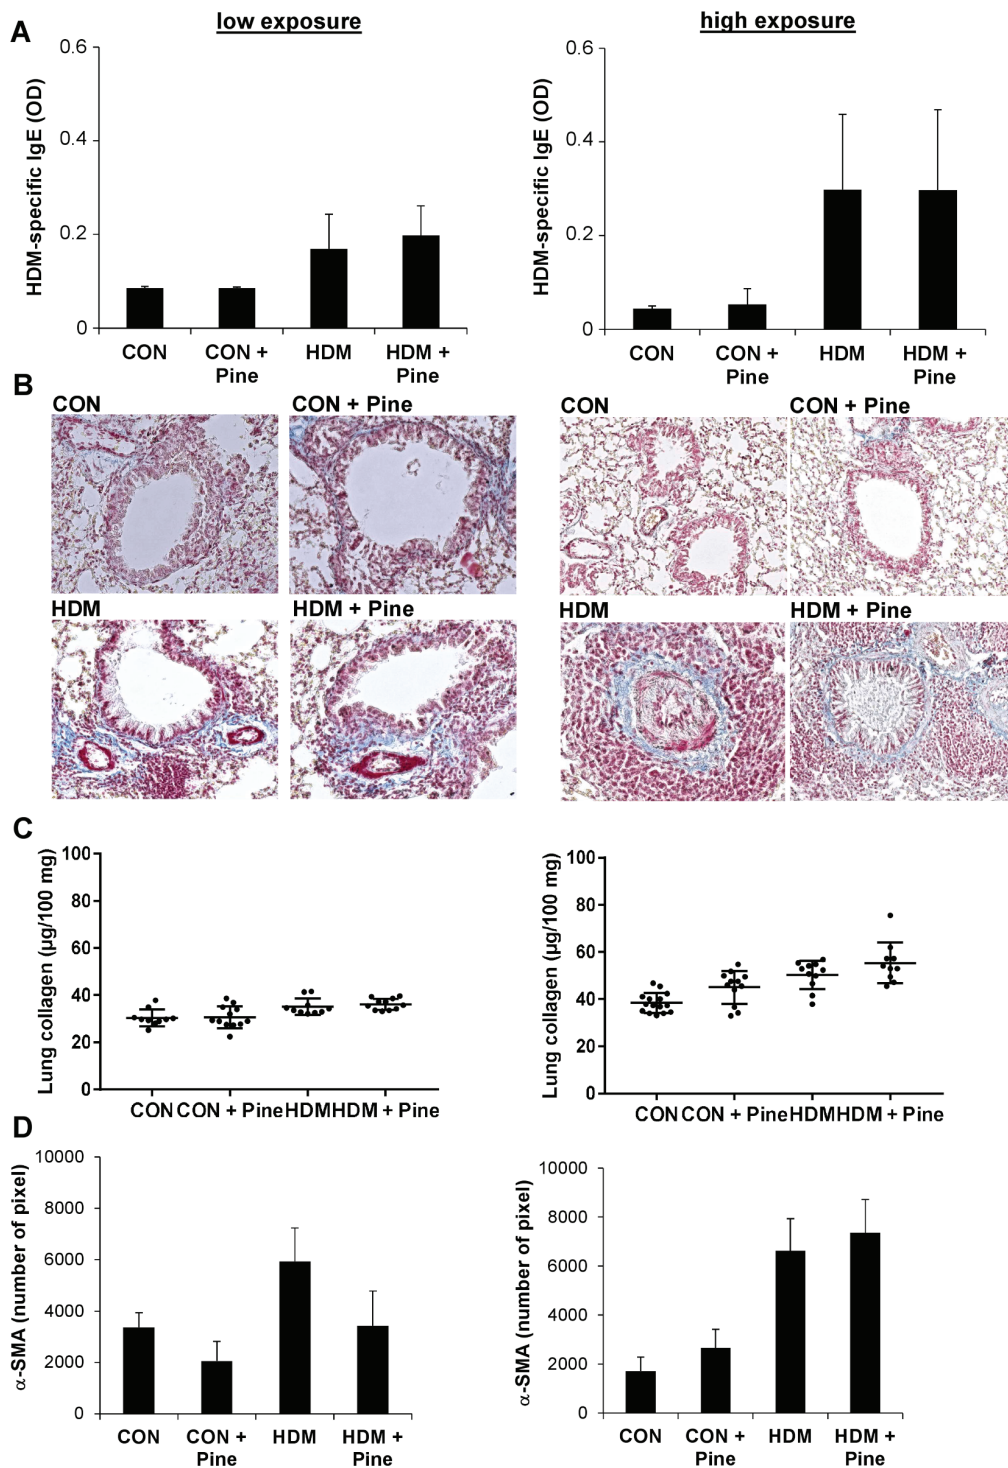 A
low exposure
high exposure
HDM-specific IgE (OD)
0.6
0.4
0.2
0
CON
CON +
Pine
HDM
HDM +
Pine
HDM-specific IgE (OD)
0.6
0.4
0.2
0
CON
CON +
Pine
HDM
HDM +
Pine
B
CON
CON + Pine
HDM
HDM + Pine
CON
CON + Pine
HDM
HDM + Pine
C
Lung collagen (µg/100 mg)
100
80
60
40
20
0
CON
CON + Pine
HDM
HDM + Pine
Lung collagen (µg/100 mg)
100
80
60
40
20
0
CON
CON + Pine
HDM
HDM + Pine
D
α-SMA (number of pixel)
10000
8000
6000
4000
2000
0
CON
CON +
Pine
HDM
HDM +
Pine
α-SMA (number of pixel)
10000
8000
6000
4000
2000
0
CON
CON +
Pine
HDM
HDM +
Pine